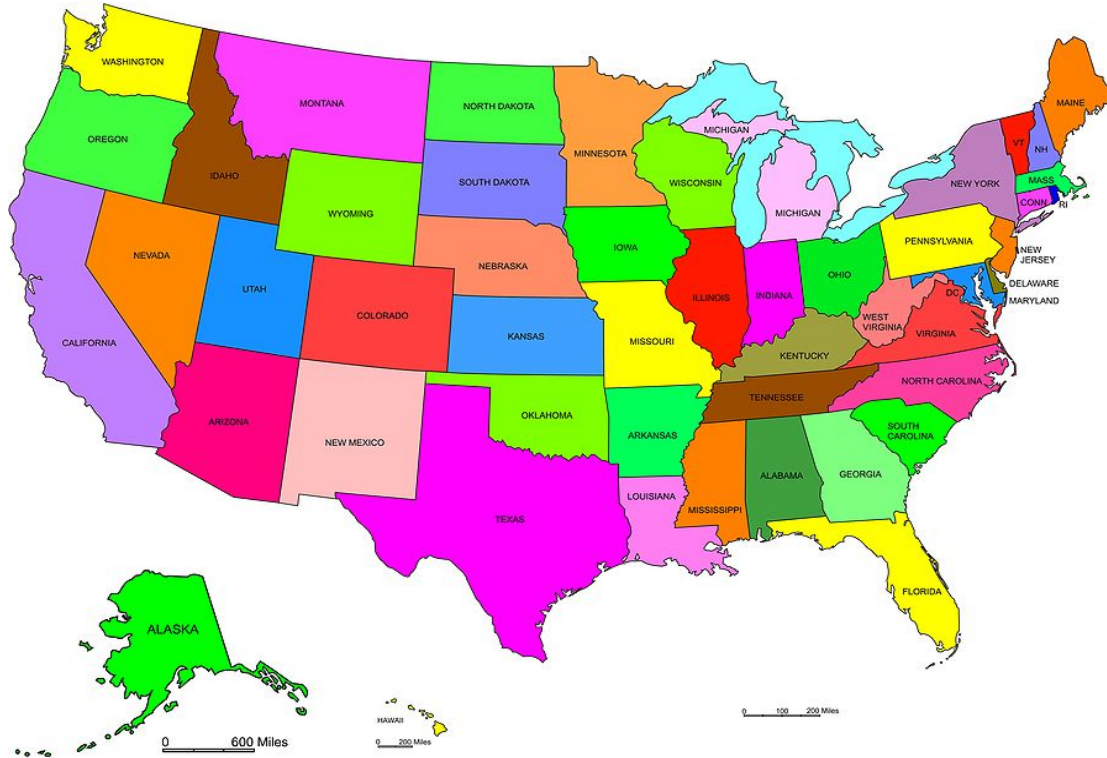 WASHINGTON
MONTANA
NORTH DAKOTA
MINNESOTA
MICHIGAN
MAINE
VT
NH
OREGON
IDAHO
SOUTH DAKOTA
WISCONSIN
MICHIGAN
NEW YORK
MASS
CONN
RI
WYOMING
IOWA
PENNSYLVANIA
NEW
JERSEY
NEVADA
NEBRASKA
OHIO
DELAWARE
UTAH
ILLINOIS
INDIANA
DC
MARYLAND
CALIFORNIA
COLORADO
KANSAS
MISSOURI
WEST
VIRGINIA
VIRGINIA
KENTUCKY
NORTH CAROLINA
TENNESSEE
ARIZONA
NEW MEXICO
OKLAHOMA
ARKANSAS
SOUTH
CAROLINA
ALABAMA
GEORGIA
LOUISIANA
MISSISSIPPI
TEXAS
FLORIDA
ALASKA
HAWAII
0 600 Miles
0 200 Miles
0 100 200 Miles